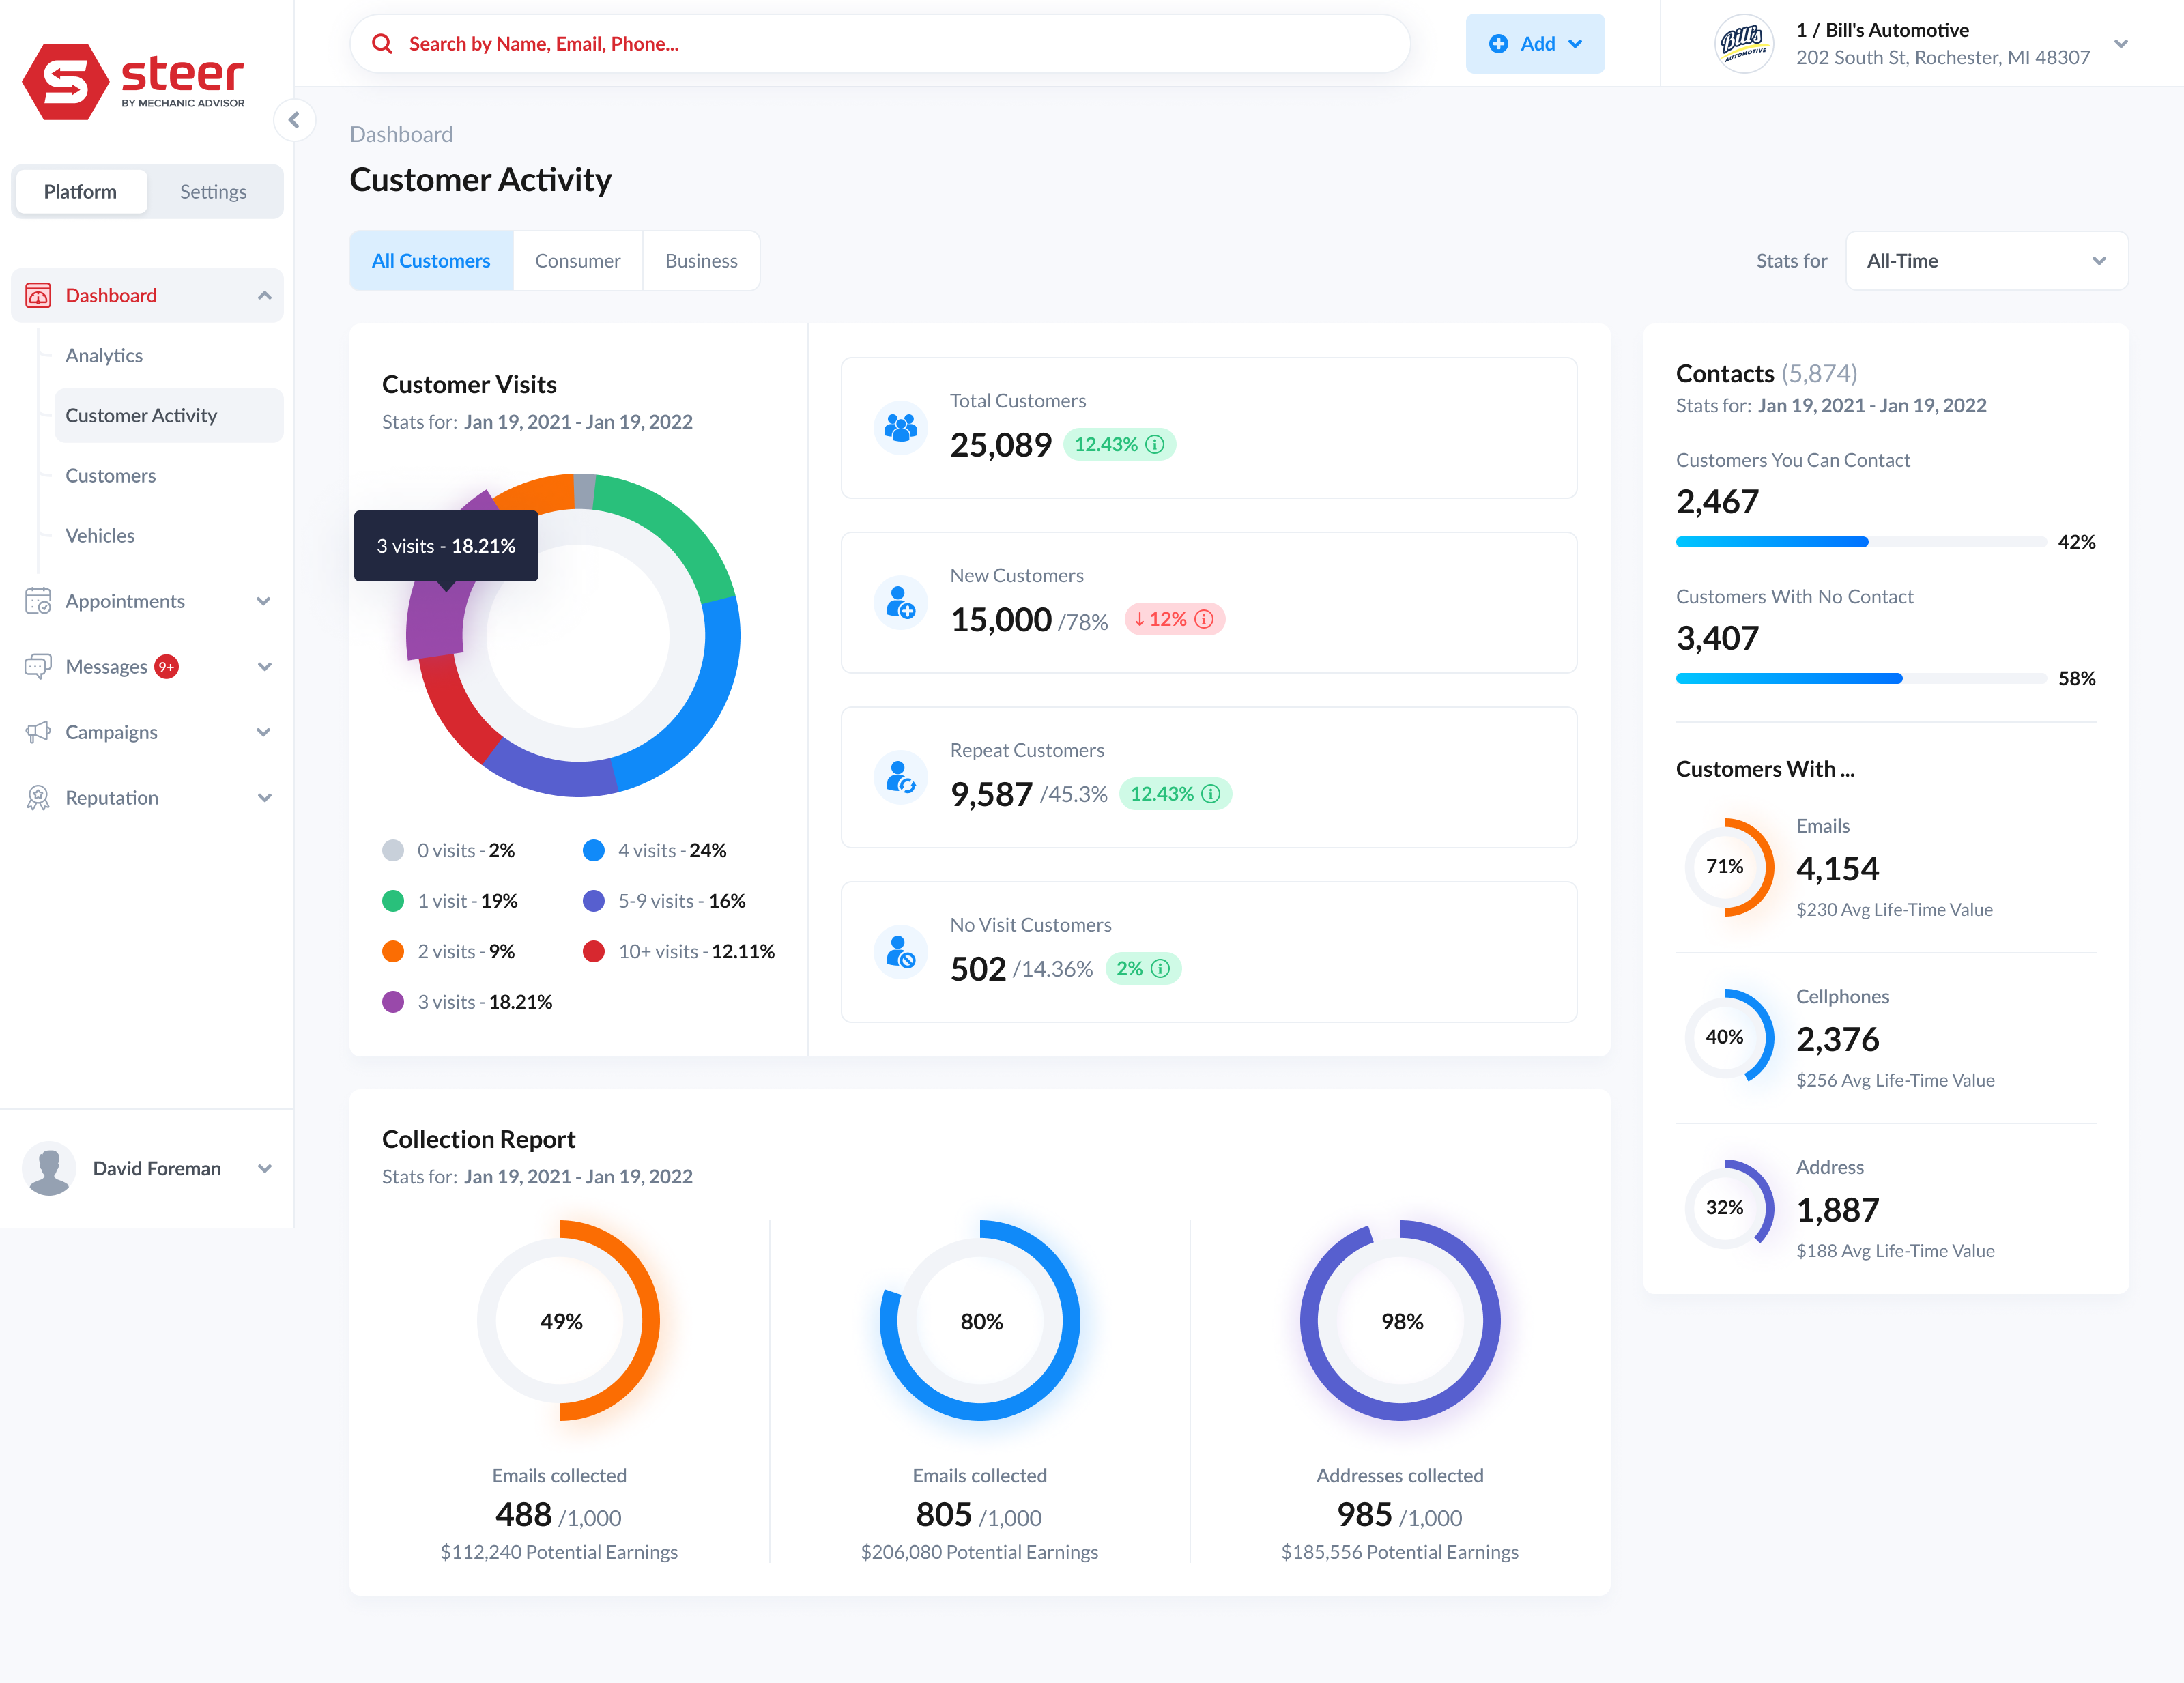 steer
BY MECHANIC ADVISOR
Search by Name, Email, Phone...
Add
Bill's
AUTOMOTIVE
1 / Bill's Automotive
202 South St, Rochester, MI 48307
Platform
Settings
Dashboard
Analytics
Customer Activity
Customers
Vehicles
Appointments
Messages 9+
Campaigns
Reputation
David Foreman
Dashboard
Customer Activity
All Customers
Consumer
Business
Stats for
All-Time
Customer Visits
Stats for: Jan 19, 2021 - Jan 19, 2022
3 visits - 18.21%
0 visits - 2%
4 visits - 24%
1 visit - 19%
5-9 visits - 16%
2 visits - 9%
10+ visits - 12.11%
3 visits - 18.21%
Total Customers
25,089 12.43%
New Customers
15,000 /78% ↓ 12%
Repeat Customers
9,587 /45.3% 12.43%
No Visit Customers
502 /14.36% 2%
Contacts (5,874)
Stats for: Jan 19, 2021 - Jan 19, 2022
Customers You Can Contact
2,467
42%
Customers With No Contact
3,407
58%
Customers With ...
71%
Emails
4,154
$230 Avg Life-Time Value
40%
Cellphones
2,376
$256 Avg Life-Time Value
32%
Address
1,887
$188 Avg Life-Time Value
Collection Report
Stats for: Jan 19, 2021 - Jan 19, 2022
49%
Emails collected
488 /1,000
$112,240 Potential Earnings
80%
Emails collected
805 /1,000
$206,080 Potential Earnings
98%
Addresses collected
985 /1,000
$185,556 Potential Earnings